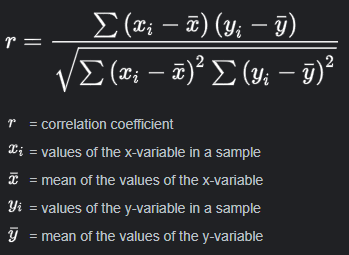 r = ∑ (xᵢ − x̄) (yᵢ − ȳ) / √∑ (xᵢ − x̄)² ∑ (yᵢ − ȳ)²
r = correlation coefficient
xᵢ = values of the x-variable in a sample
x̄ = mean of the values of the x-variable
yᵢ = values of the y-variable in a sample
ȳ = mean of the values of the y-variable